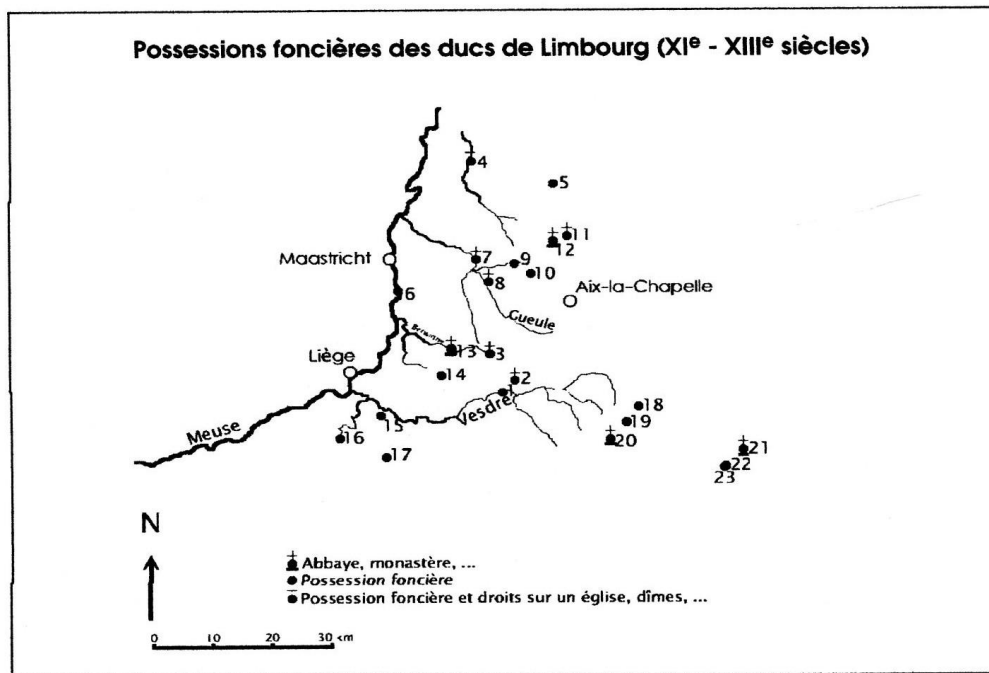 Possessions foncières des ducs de Limbourg (XIe - XIIIe siècles)
4
5
11
12
Maastricht
7
9
10
8
6
Aix-la-Chapelle
Gueule
Liège
13
3
14
2
1
Vesdre
18
19
15
Meuse
16
17
20
21
22
23
N
Abbaye, monastère, ...
Possession foncière
Possession foncière et droits sur un église, dîmes, ...
0 10 20 30 km